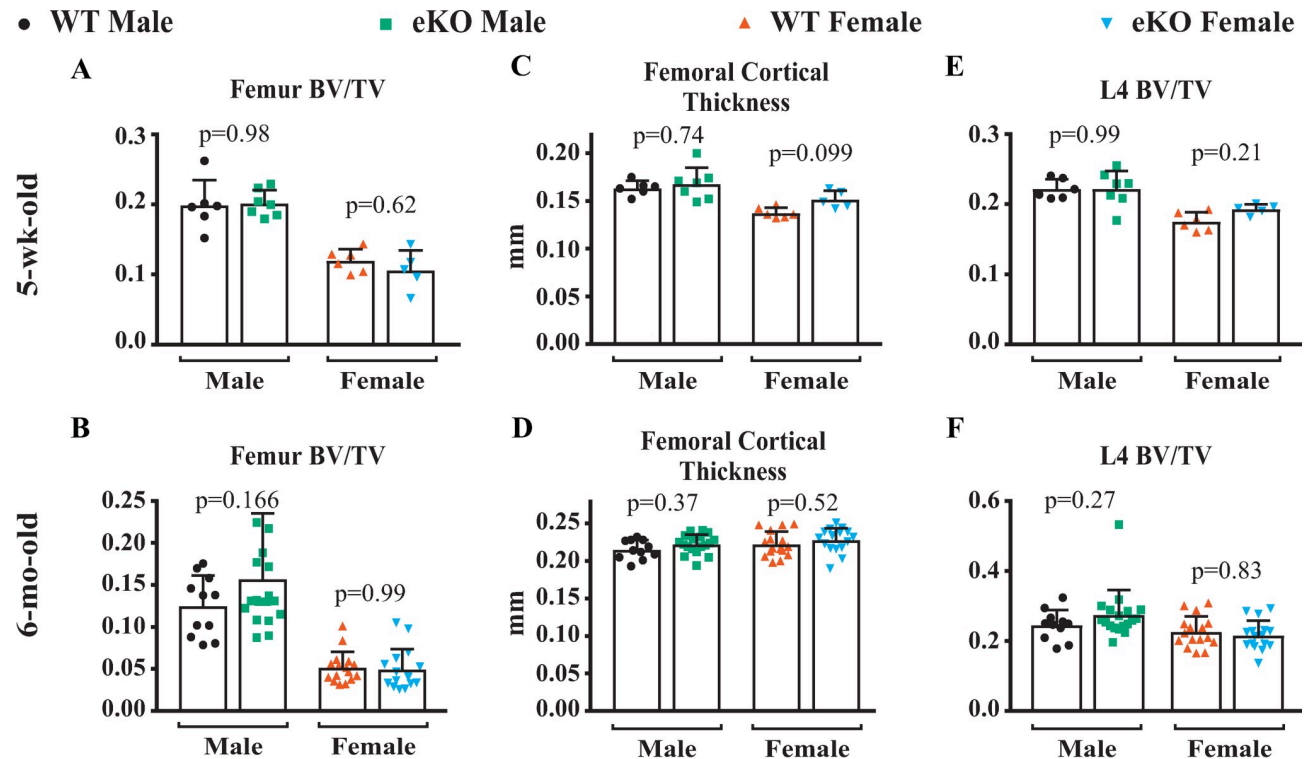 WT Male eKO Male WT Female eKO Female
5-wk-old
A
Femur BV/TV
p=0.98
p=0.62
0.3
0.2
0.1
0.0
Male Female
C
Femoral Cortical
Thickness
p=0.74
p=0.099
mm
0.20
0.15
0.10
0.05
0.00
Male Female
E
L4 BV/TV
p=0.99
p=0.21
0.3
0.2
0.1
0.0
Male Female
6-mo-old
B
Femur BV/TV
p=0.166
p=0.99
0.25
0.20
0.15
0.10
0.05
0.00
Male Female
D
Femoral Cortical
Thickness
p=0.37 p=0.52
mm
0.25
0.20
0.15
0.10
0.05
0.00
Male Female
F
L4 BV/TV
p=0.27
p=0.83
0.6
0.4
0.2
0.0
Male Female